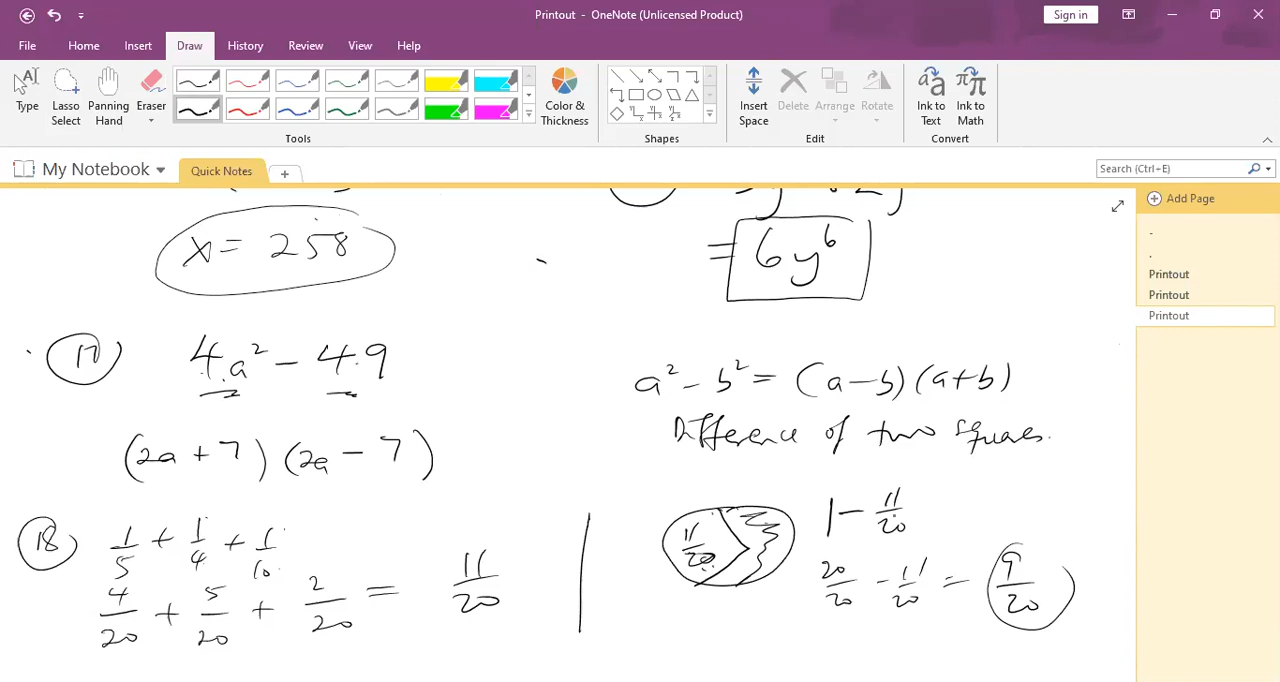 Printout - OneNote (Unlicensed Product)
Sign in
File Home Insert Draw History Review View Help
Type
Lasso Select
Panning Hand
Eraser
Color & Thickness
Insert Space
Delete
Arrange
Rotate
Ink to Text
Ink to Math
Tools
Shapes
Edit
Convert
My Notebook
Quick Notes
Search (Ctrl+E)
Add Page
-
.
Printout
Printout
Printout
x = 258
= 6y^6
17 4a² - 49
a² - b² = (a-b)(a+b)
Difference of two squares.
(2a + 7)(2a - 7)
18 1/5 + 1/4 + 1/10
4/20 + 5/20 + 2/20 = 11/20
11/20
1 - 11/20
20/20 - 11/20 = 9/20